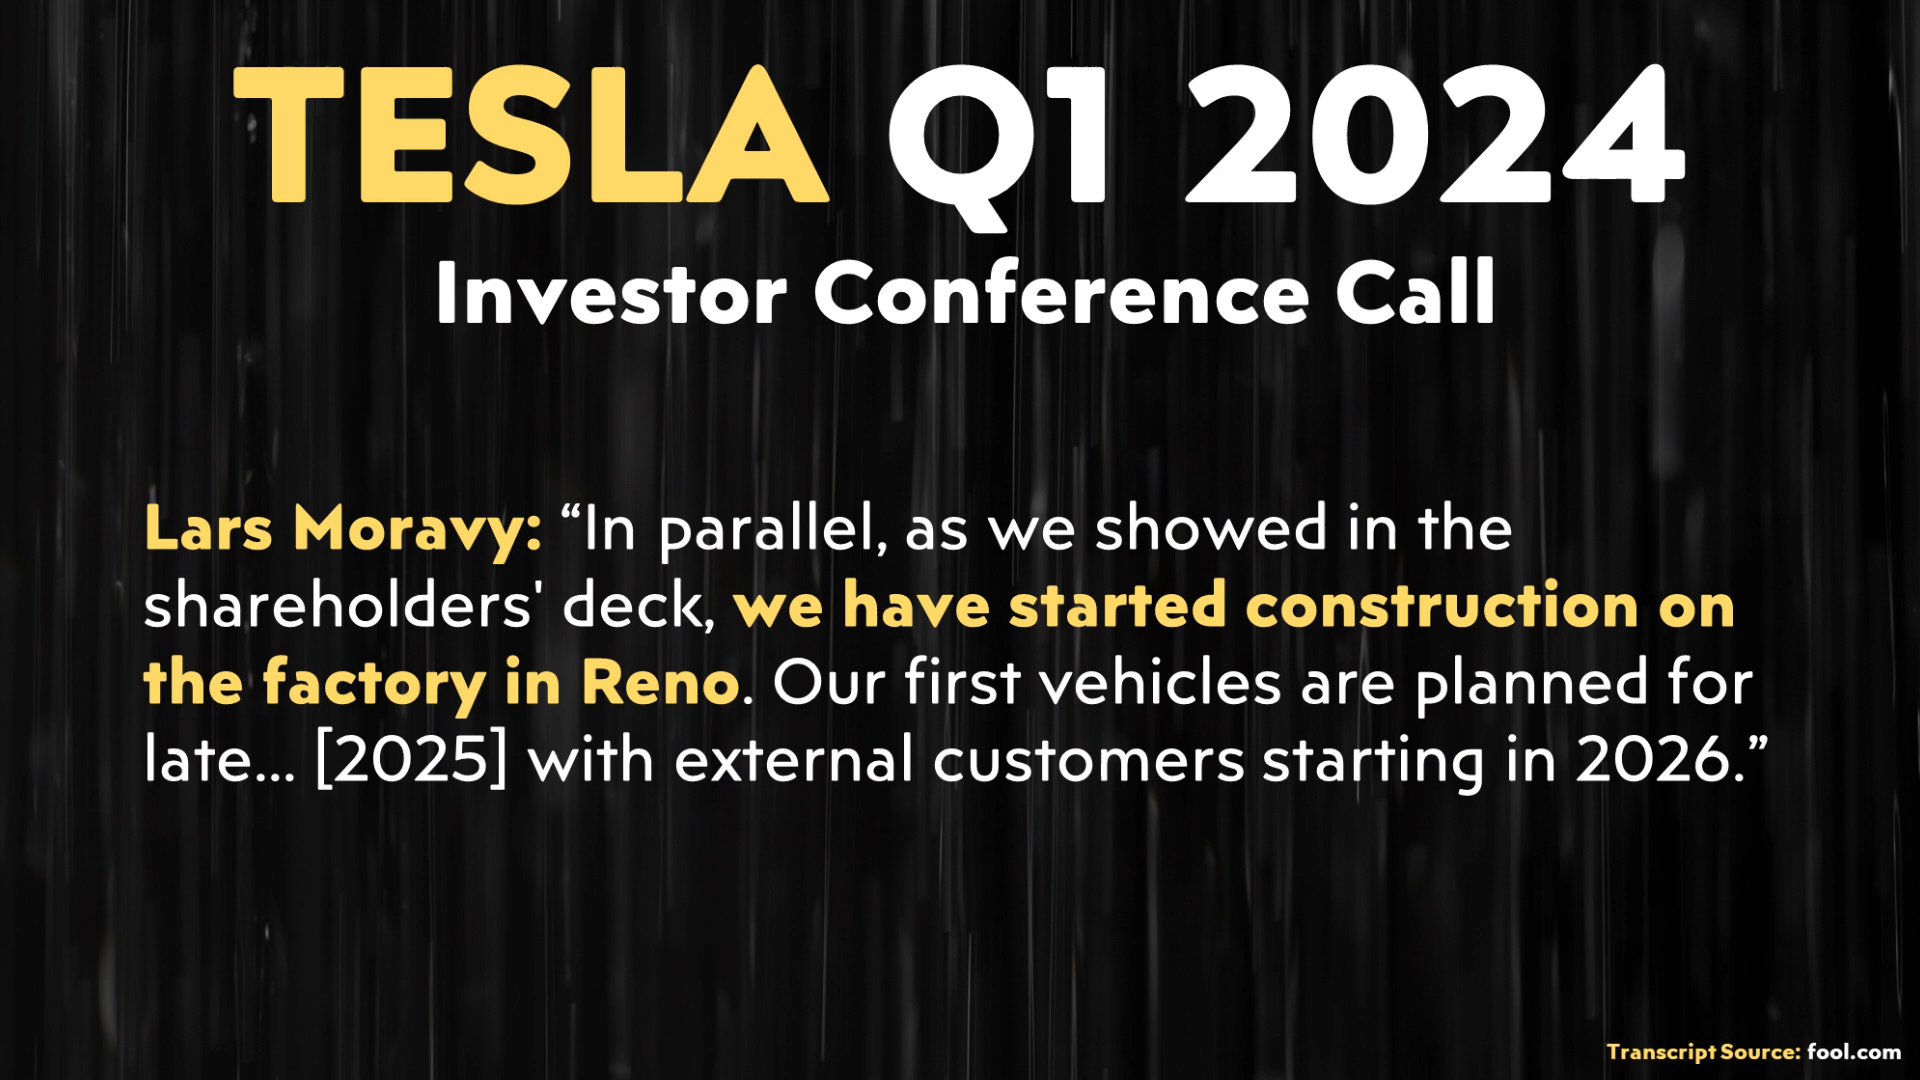 TESLA Q1 2024
Investor Conference Call
Lars Moravy: “In parallel, as we showed in the
shareholders' deck, we have started construction on
the factory in Reno. Our first vehicles are planned for
late... [2025] with external customers starting in 2026.”
Transcript Source: fool.com